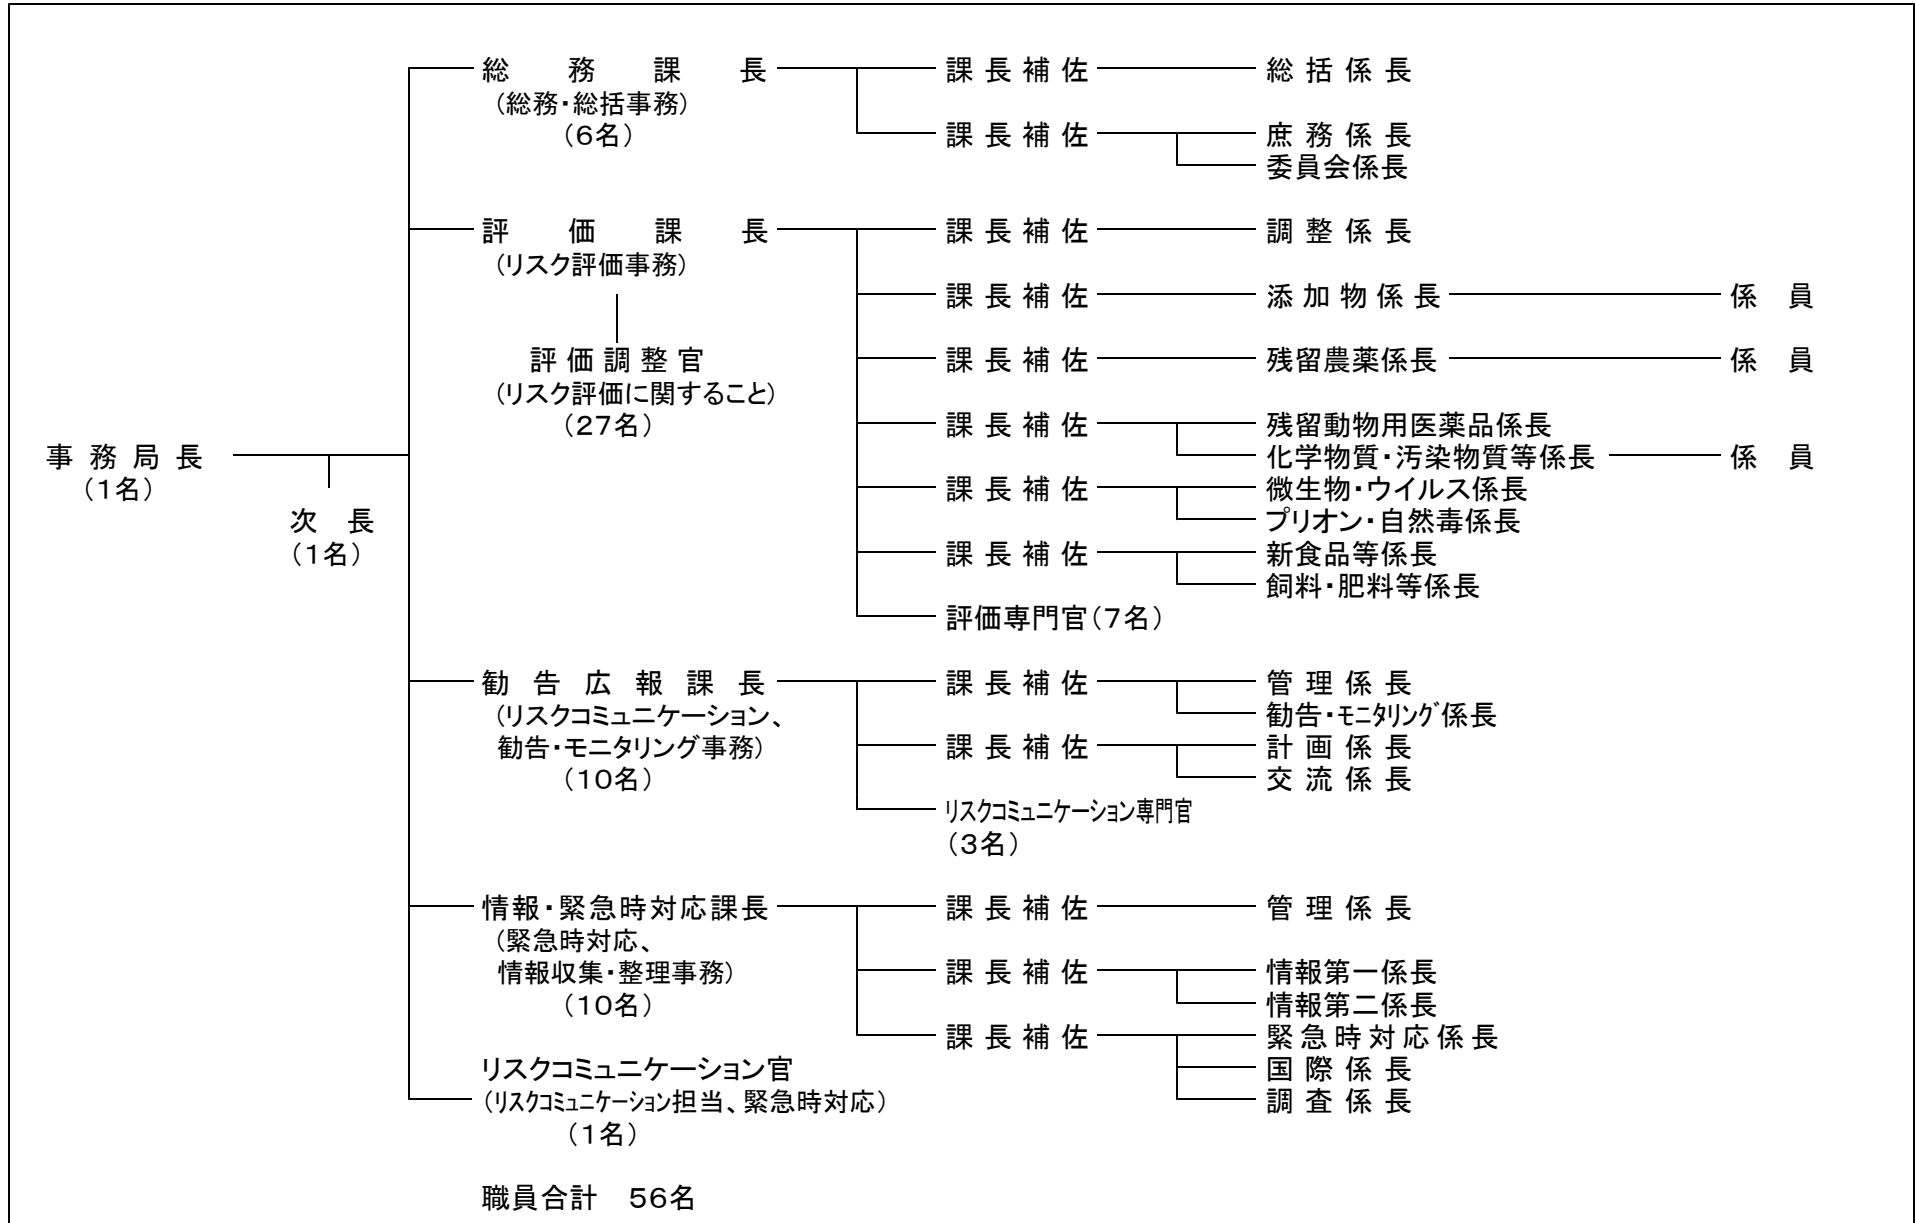 総務課長 課長補佐 総括係長
（総務・総括事務）
（6名） 課長補佐 庶務係長
委員会係長
評価課長 課長補佐 調整係長
（リスク評価事務）
課長補佐 添加物係長 係員
評価調整官 課長補佐 残留農薬係長 係員
（リスク評価に関すること）
（27名） 課長補佐 残留動物用医薬品係長
事務局長 化学物質・汚染物質等係長 係員
（1名） 課長補佐 微生物・ウイルス係長
次長 プリオン・自然毒係長
（1名） 課長補佐 新食品等係長
飼料・肥料等係長
評価専門官（7名）
勧告広報課長 課長補佐 管理係長
（リスクコミュニケーション、 勧告・モニタリング係長
勧告・モニタリング事務） 課長補佐 計画係長
（10名） 交流係長
リスクコミュニケーション専門官
（3名）
情報・緊急時対応課長 課長補佐 管理係長
（緊急時対応、
情報収集・整理事務） 課長補佐 情報第一係長
（10名） 情報第二係長
課長補佐 緊急時対応係長
リスクコミュニケーション官 国際係長
（リスクコミュニケーション担当、緊急時対応） 調査係長
（1名）
職員合計 56名